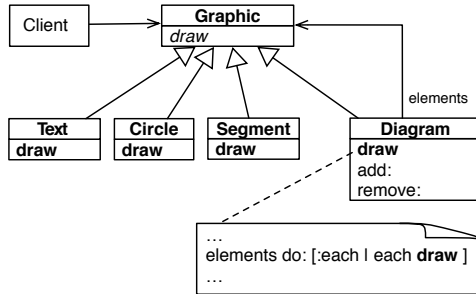 Client
Graphic
draw
elements
Text
draw
Circle
draw
Segment
draw
Diagram
draw
add:
remove:
...
elements do: [:each | each draw ]
...